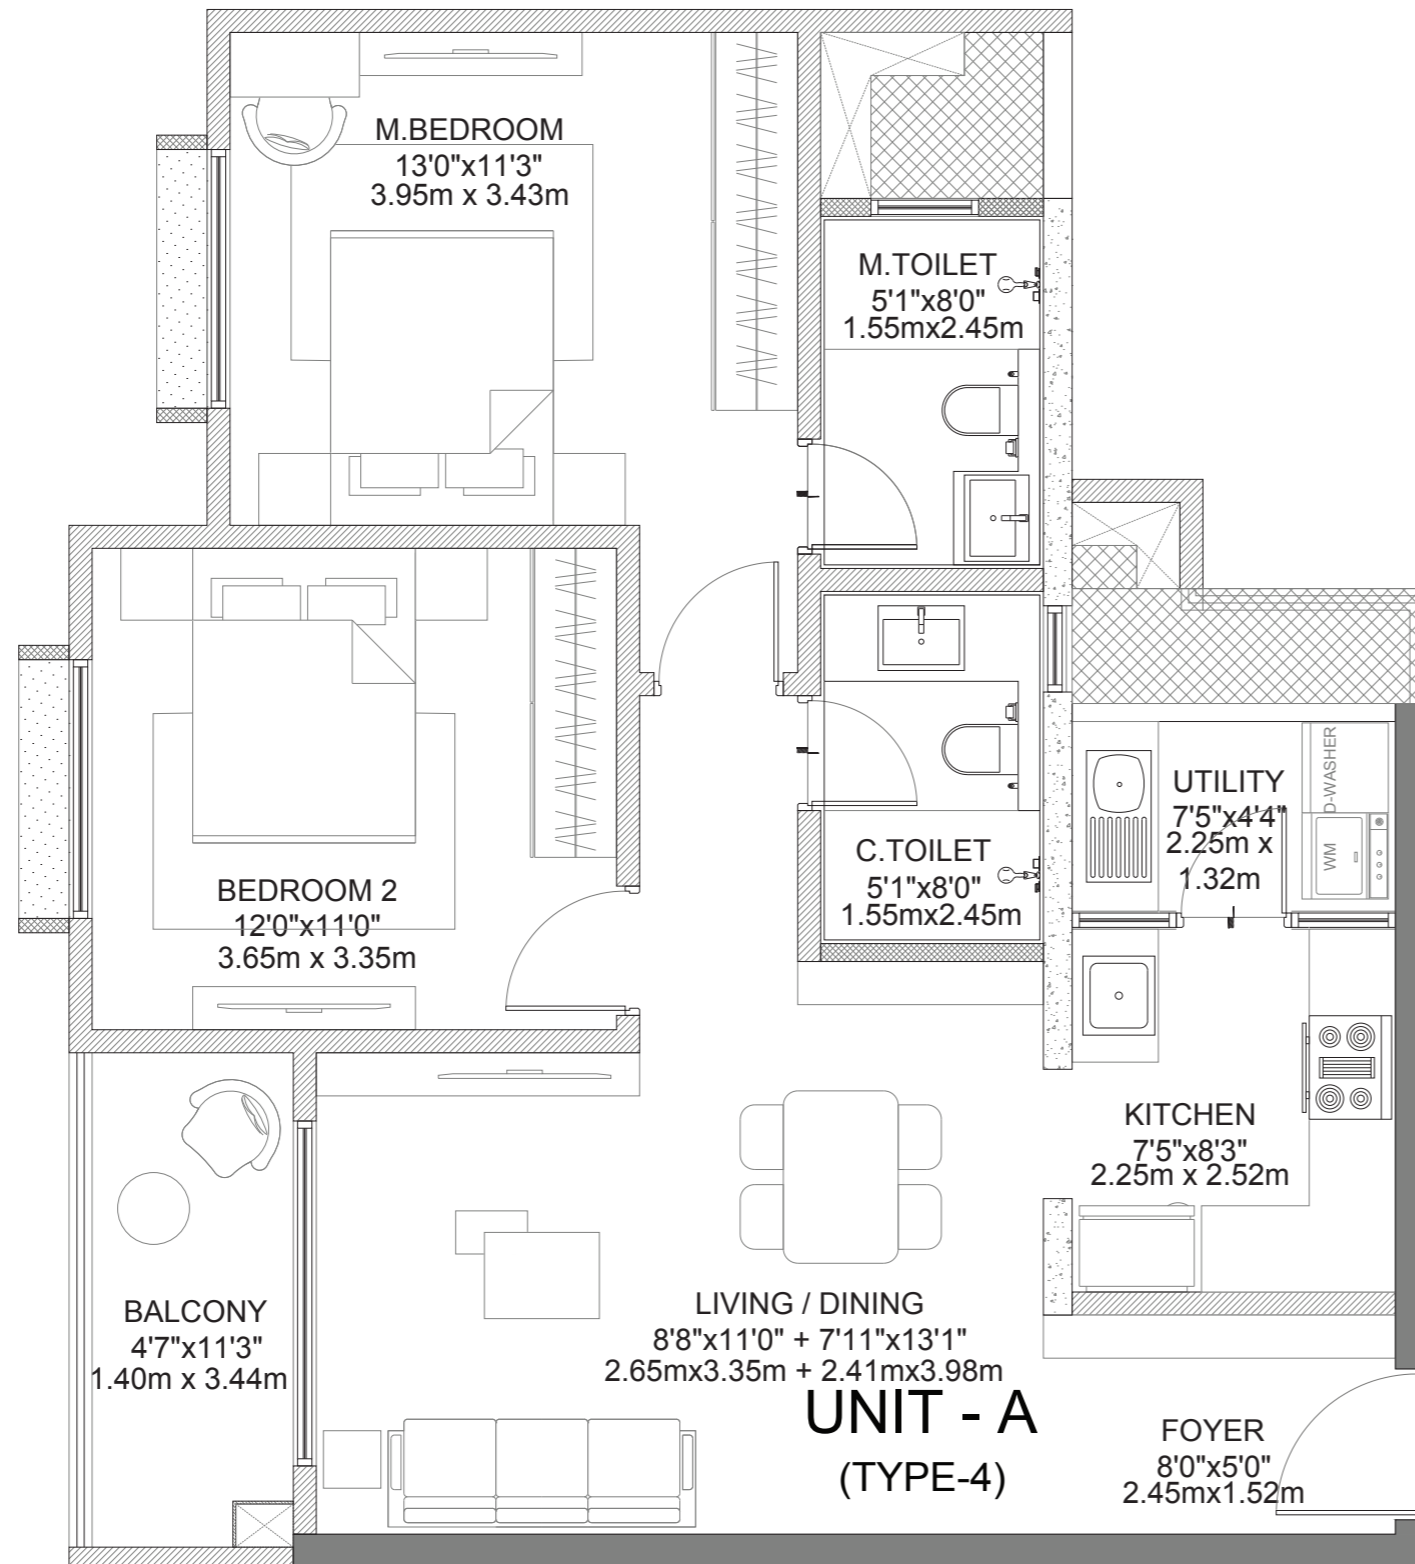 M.BEDROOM
13'0"x11'3"
3.95m x 3.43m
M.TOILET
5'1"x8'0"
1.55mx2.45m
BEDROOM 2
12'0"x11'0"
3.65m x 3.35m
C.TOILET
5'1"x8'0"
1.55mx2.45m
UTILITY
7'5"x4'4"
2.25m x
1.32m
D-WASHER
WM
KITCHEN
7'5"x8'3"
2.25m x 2.52m
BALCONY
4'7"x11'3"
1.40m x 3.44m
LIVING / DINING
8'8"x11'0" + 7'11"x13'1"
2.65mx3.35m + 2.41mx3.98m
UNIT - A
(TYPE-4)
FOYER
8'0"x5'0"
2.45mx1.52m